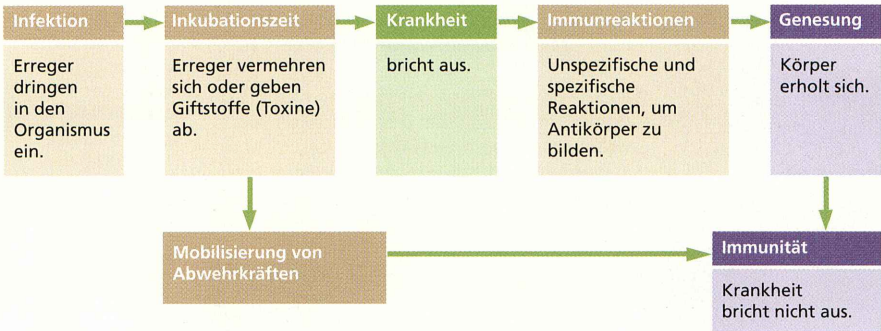 Infektion
Erreger
dringen
in den
Organismus
ein.
Inkubationszeit
Erreger vermehren
sich oder geben
Giftstoffe (Toxine)
ab.
Krankheit
bricht aus.
Immunreaktionen
Unspezifische und
spezifische
Reaktionen, um
Antikörper zu
bilden.
Genesung
Körper
erholt sich.
Mobilisierung von
Abwehrkräften
Immunität
Krankheit
bricht nicht aus.